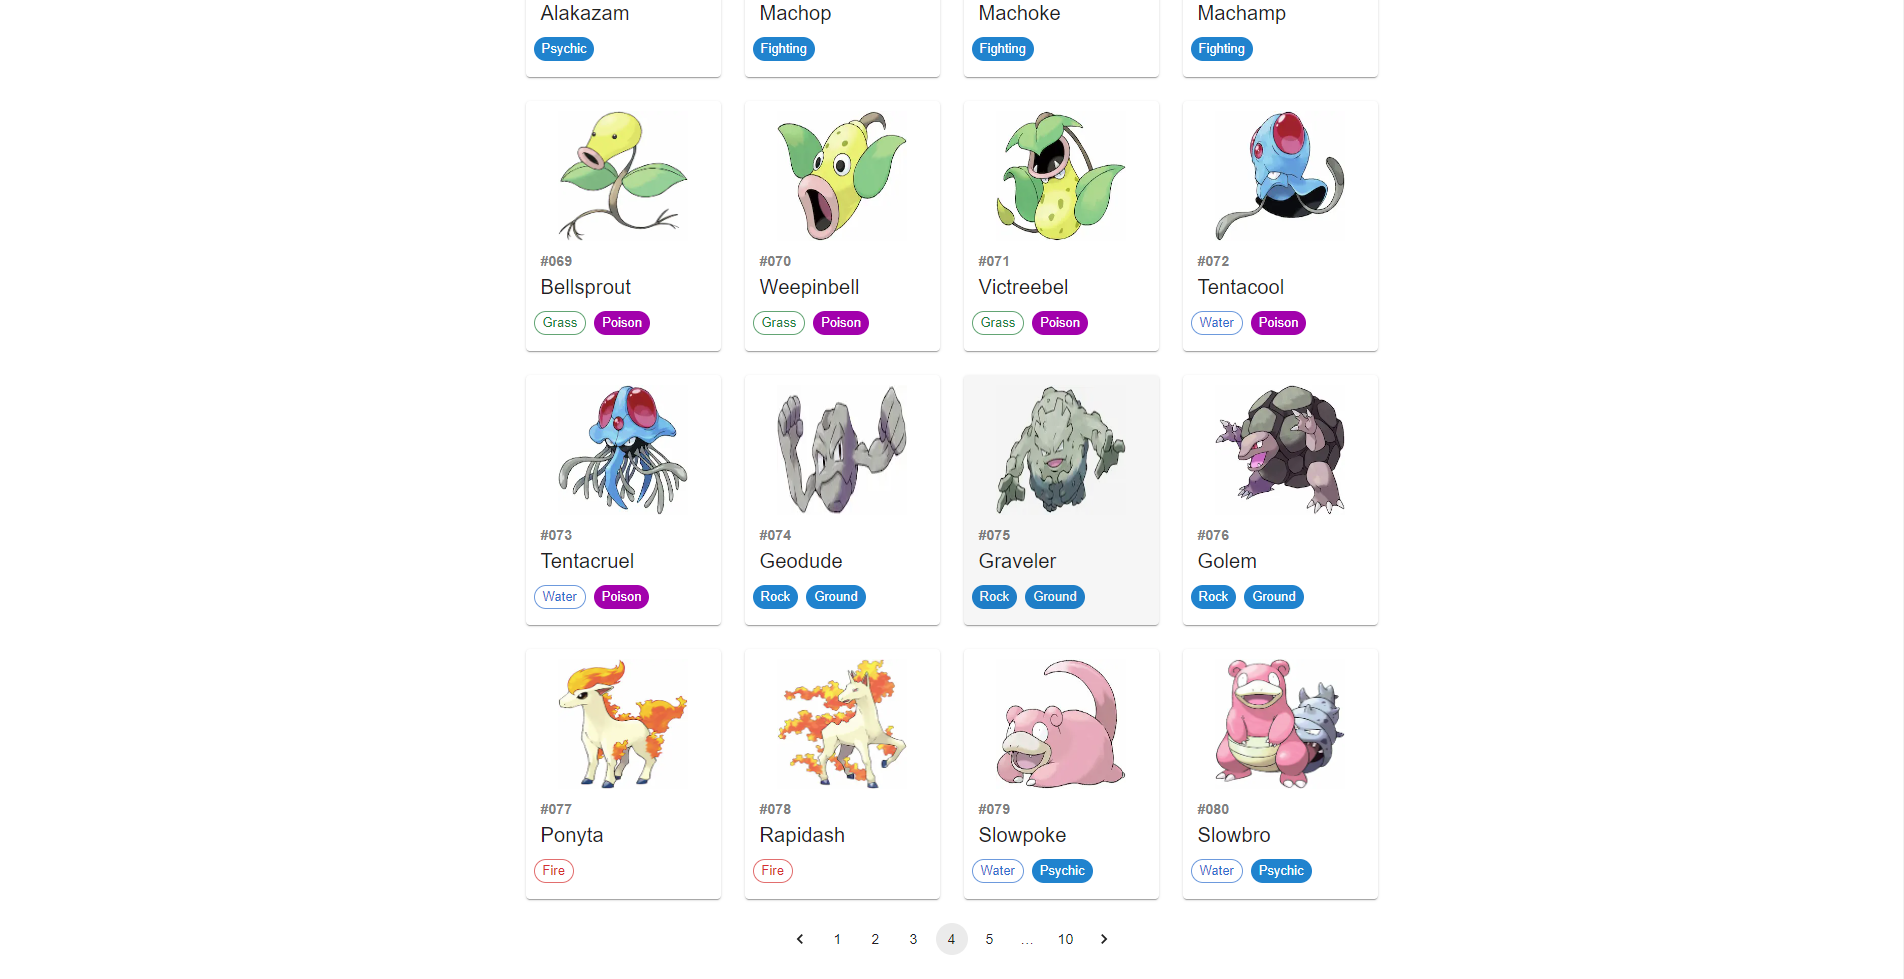 Alakazam Machop Machoke Machamp
Psychic Fighting Fighting Fighting
#069 #070 #071 #072
Bellsprout Weepinbell Victreebel Tentacool
Grass Poison Grass Poison Grass Poison Water Poison
#073 #074 #075 #076
Tentacruel Geodude Graveler Golem
Water Poison Rock Ground Rock Ground Rock Ground
#077 #078 #079 #080
Ponyta Rapidash Slowpoke Slowbro
Fire Fire Water Psychic Water Psychic
1 2 3 4 5 … 10